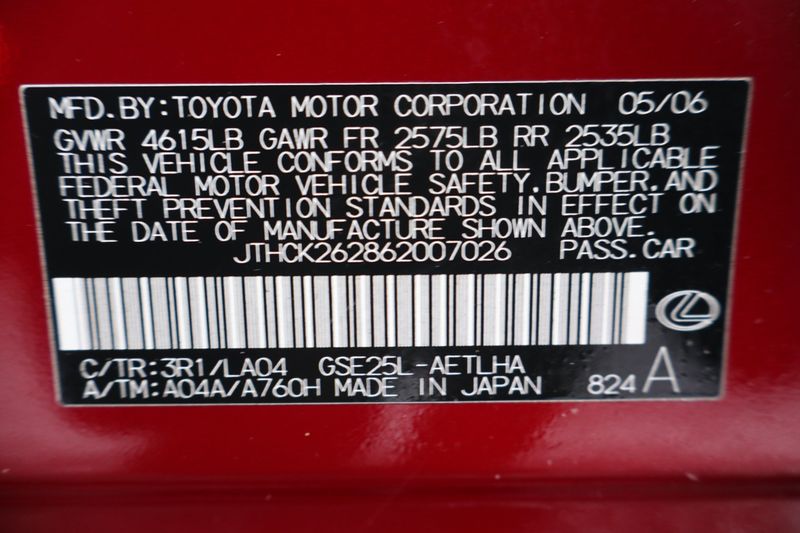 MFD.BY:TOYOTA MOTOR CORPORATION 05/06
GVWR 4615LB GAWR FR 2575LB RR 2535LB
THIS VEHICLE CONFORMS TO ALL APPLICABLE
FEDERAL MOTOR VEHICLE SAFETY.BUMPER.AND
THEFT PREVENTION STANDARDS IN EFFECT ON
THE DATE OF MANUFACTURE SHOWN ABOVE.
JTHCK262862007026 PASS.CAR
C/TR:3R1/LA04 GSE25L-AETLHA
A/TM:A04A/A760H MADE IN JAPAN 824 A